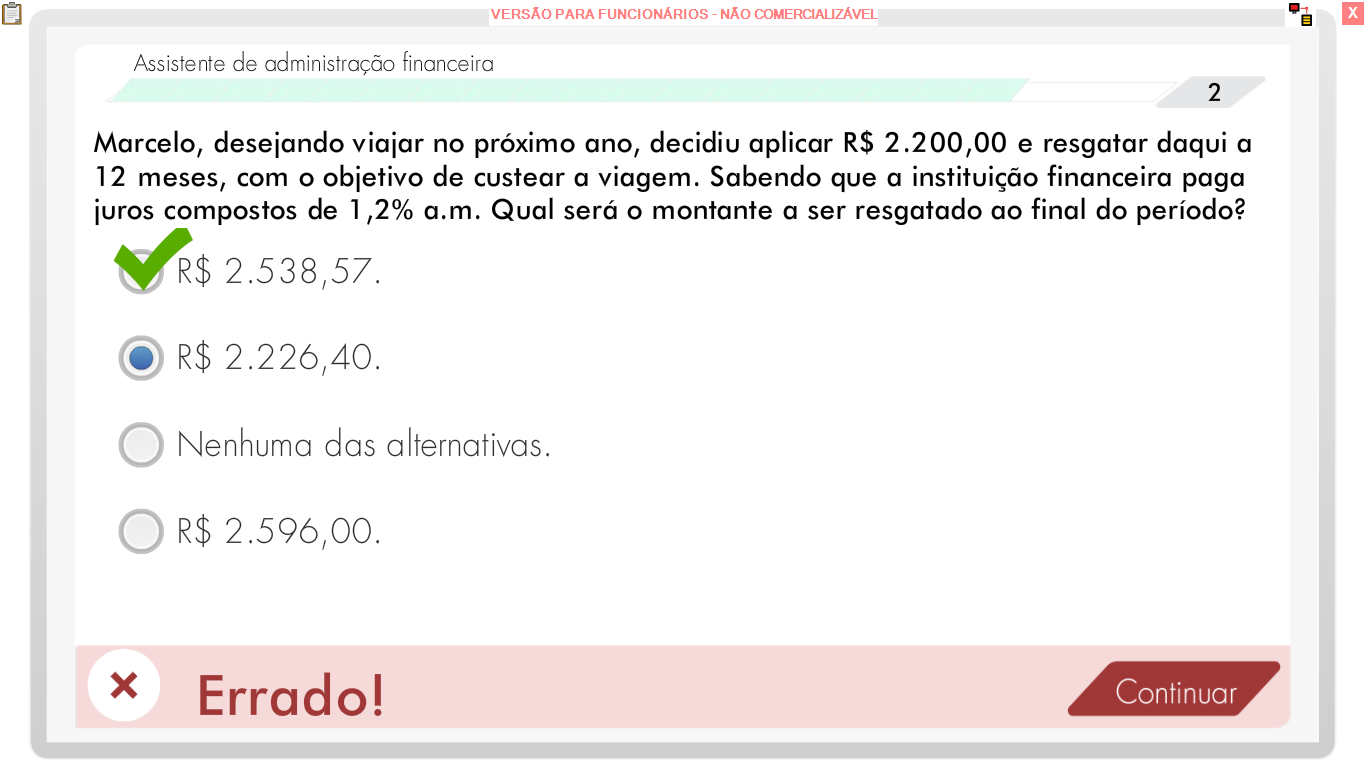 VERSÃO PARA FUNCIONÁRIOS - NÃO COMERCIALIZÁVEL
X
Assistente de administração financeira
2
Marcelo, desejando viajar no próximo ano, decidiu aplicar R$ 2.200,00 e resgatar daqui a
12 meses, com o objetivo de custear a viagem. Sabendo que a instituição financeira paga
juros compostos de 1,2% a.m. Qual será o montante a ser resgatado ao final do período?
R$ 2.538,57.
R$ 2.226,40.
Nenhuma das alternativas.
R$ 2.596,00.
Errado!
Continuar